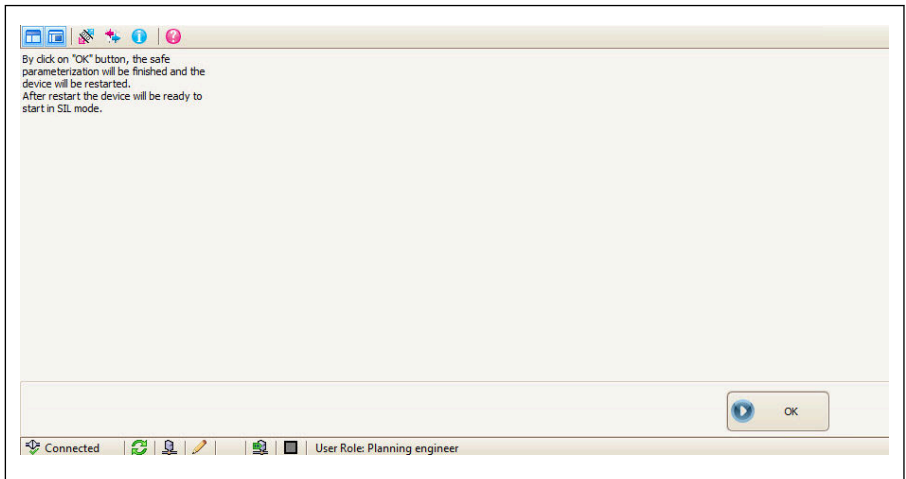 By click on "OK" button, the safe
parameterization will be finished and the
device will be restarted.
After restart the device will be ready to
start in SIL mode.
OK
Connected
User Role: Planning engineer